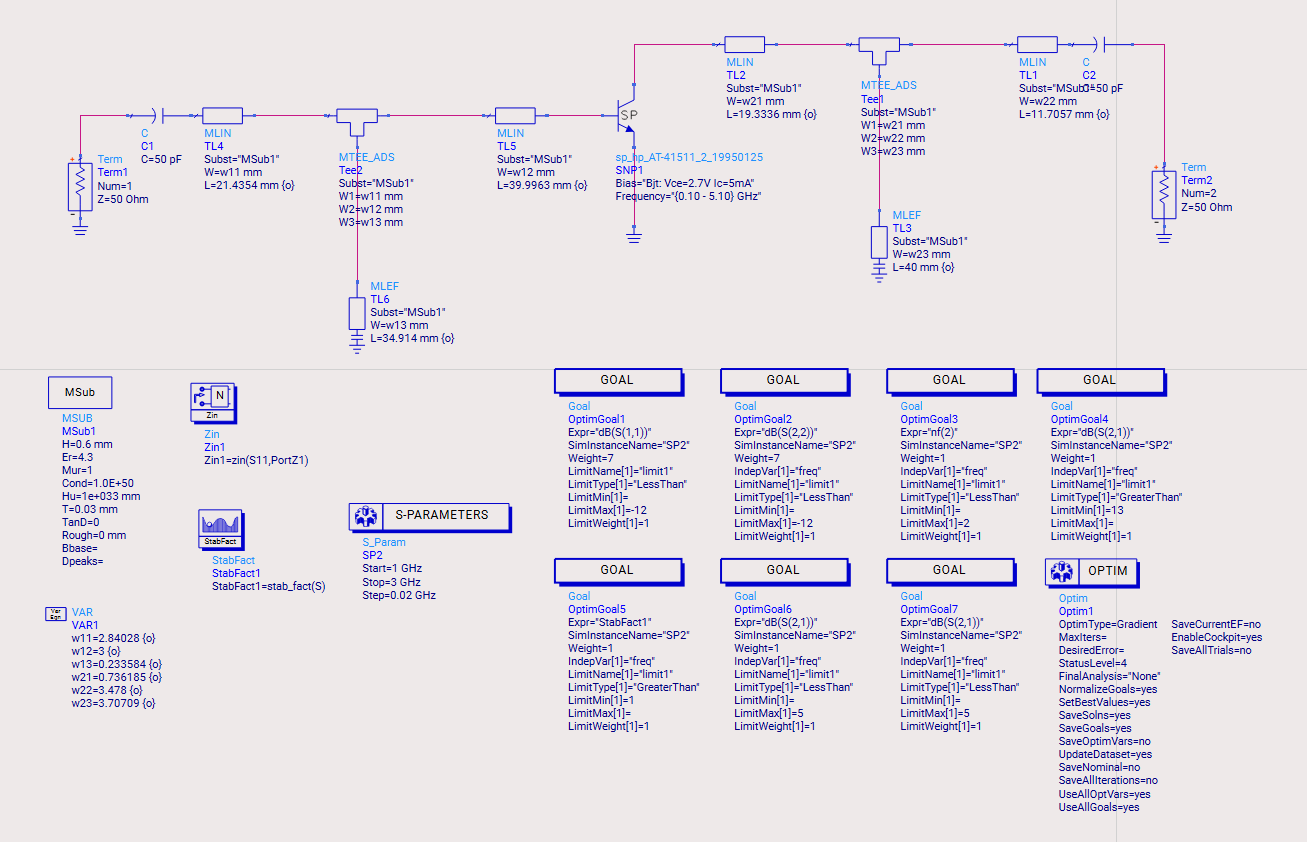 C
C1
C=50 pF
MLIN
TL4
Subst="MSub1"
W=w11 mm
L=21.4354 mm {o}
Term
Term1
Num=1
Z=50 Ohm
MTEE_ADS
Tee2
Subst="MSub1"
W1=w11 mm
W2=w12 mm
W3=w13 mm
MLEF
TL6
Subst="MSub1"
W=w13 mm
L=34.914 mm {o}
MLIN
TL5
Subst="MSub1"
W=w12 mm
L=39.9963 mm {o}
SP
sp_hp_AT-41511_2_19950125
SNP1
Bias="Bjt: Vce=2.7V Ic=5mA"
Frequency="{0.10 - 5.10} GHz"
MLIN
TL2
Subst="MSub1"
W=w21 mm
L=19.3336 mm {o}
MTEE_ADS
Tee1
Subst="MSub1"
W1=w21 mm
W2=w22 mm
W3=w23 mm
MLEF
TL3
Subst="MSub1"
W=w23 mm
L=40 mm {o}
MLIN
TL1
Subst="MSub1"
W=w22 mm
L=11.7057 mm {o}
C
C2
C=50 pF
Term
Term2
Num=2
Z=50 Ohm
MSub
MSUB
MSub1
H=0.6 mm
Er=4.3
Mur=1
Cond=1.0E+50
Hu=1e+033 mm
T=0.03 mm
TanD=0
Rough=0 mm
Bbase=
Dpeaks=
Var
Eqn
VAR
VAR1
w11=2.84028 {o}
w12=3 {o}
w13=0.233584 {o}
w21=0.736185 {o}
w22=3.478 {o}
w23=3.70709 {o}
N
Zin
Zin
Zin1
Zin1=zin(S11,PortZ1)
StabFact
StabFact
StabFact1
StabFact1=stab_fact(S)
S-PARAMETERS
S_Param
SP2
Start=1 GHz
Stop=3 GHz
Step=0.02 GHz
GOAL
Goal
OptimGoal1
Expr="dB(S(1,1))"
SimInstanceName="SP2"
Weight=7
LimitName[1]="limit1"
LimitType[1]="LessThan"
LimitMin[1]=
LimitMax[1]=-12
LimitWeight[1]=1
GOAL
Goal
OptimGoal2
Expr="dB(S(2,2))"
SimInstanceName="SP2"
Weight=7
IndepVar[1]="freq"
LimitName[1]="limit1"
LimitType[1]="LessThan"
LimitMin[1]=
LimitMax[1]=-12
LimitWeight[1]=1
GOAL
Goal
OptimGoal3
Expr="nf(2)"
SimInstanceName="SP2"
Weight=1
IndepVar[1]="freq"
LimitName[1]="limit1"
LimitType[1]="LessThan"
LimitMin[1]=
LimitMax[1]=2
LimitWeight[1]=1
GOAL
Goal
OptimGoal4
Expr="dB(S(2,1))"
SimInstanceName="SP2"
Weight=1
IndepVar[1]="freq"
LimitName[1]="limit1"
LimitType[1]="GreaterThan"
LimitMin[1]=13
LimitMax[1]=
LimitWeight[1]=1
GOAL
Goal
OptimGoal5
Expr="StabFact1"
SimInstanceName="SP2"
Weight=1
IndepVar[1]="freq"
LimitName[1]="limit1"
LimitType[1]="GreaterThan"
LimitMin[1]=1
LimitMax[1]=
LimitWeight[1]=1
GOAL
Goal
OptimGoal6
Expr="dB(S(2,1))"
SimInstanceName="SP2"
Weight=1
IndepVar[1]="freq"
LimitName[1]="limit1"
LimitType[1]="LessThan"
LimitMin[1]=
LimitMax[1]=5
LimitWeight[1]=1
GOAL
Goal
OptimGoal7
Expr="dB(S(2,1))"
SimInstanceName="SP2"
Weight=1
IndepVar[1]="freq"
LimitName[1]="limit1"
LimitType[1]="LessThan"
LimitMin[1]=
LimitMax[1]=5
LimitWeight[1]=1
OPTIM
Optim
Optim1
OptimType=Gradient
MaxIters=
DesiredError=
StatusLevel=4
FinalAnalysis="None"
NormalizeGoals=yes
SetBestValues=yes
SaveSolns=yes
SaveGoals=yes
SaveOptimVars=no
UpdateDataset=yes
SaveNominal=no
SaveAllIterations=no
UseAllOptVars=yes
UseAllGoals=yes
SaveCurrentEF=no
EnableCockpit=yes
SaveAllTrials=no